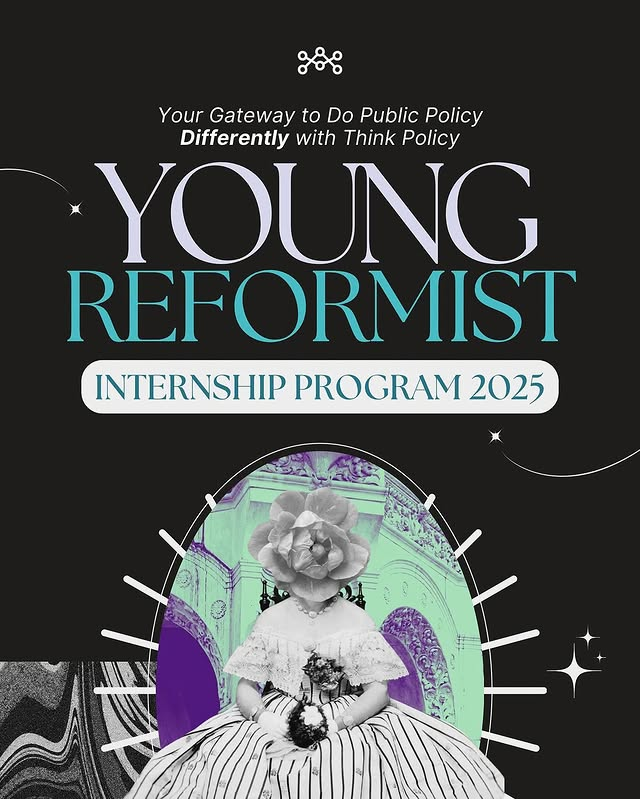 Your Gateway to Do Public Policy
Differently with Think Policy
YOUNG
REFORMIST
INTERNSHIP PROGRAM 2025